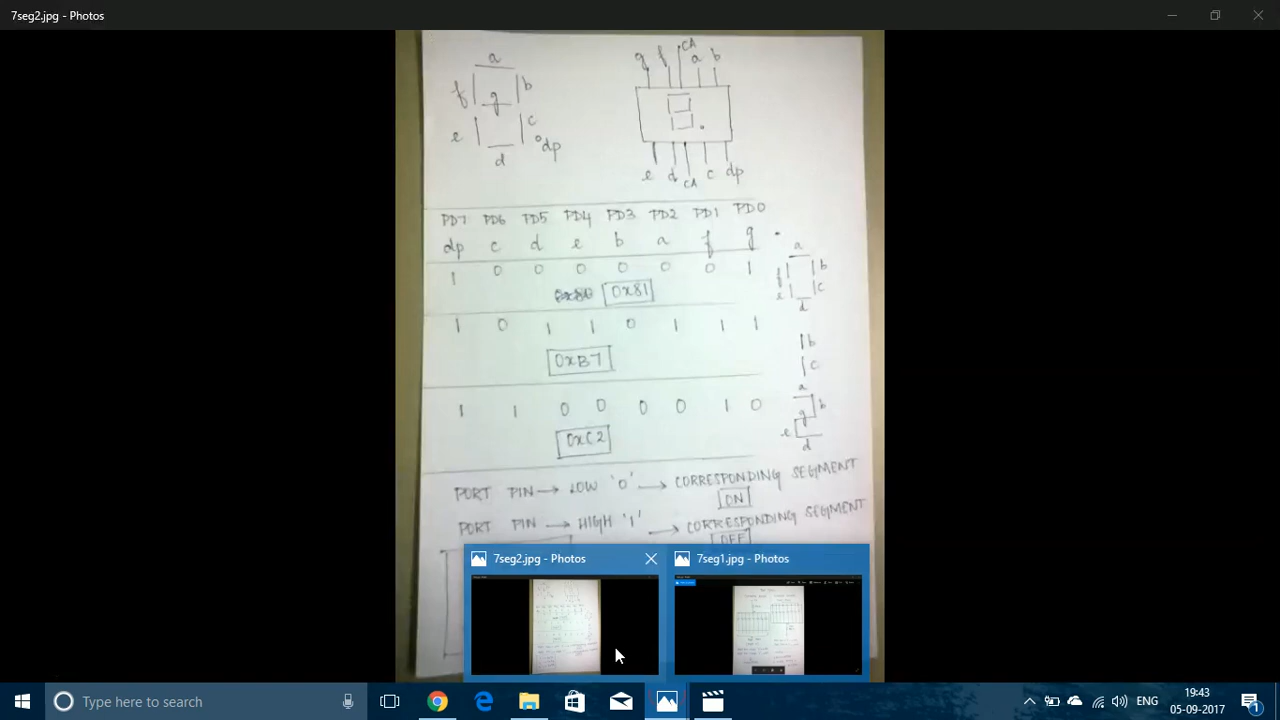 7seg2.jpg - Photos
a
f b
g
e c
d dp
g f CA a b
e d CA c dp
PD7 PD6 PD5 PD4 PD3 PD2 PD1 PD0
dp c d e b a f g
1 0 0 0 0 0 0 1
0x81
a
f b
e c
d
1 0 1 1 0 1 1 1
0xB7
b
c
1 1 0 0 0 0 1 0
0xC2
a
b
g
e
d
PORT PIN → LOW '0' → CORRESPONDING SEGMENT
ON
PORT PIN → HIGH '1' → CORRESPONDING SEGMENT
OFF
7seg2.jpg - Photos
7seg1.jpg - Photos
Type here to search
ENG
19:43
05-09-2017
1